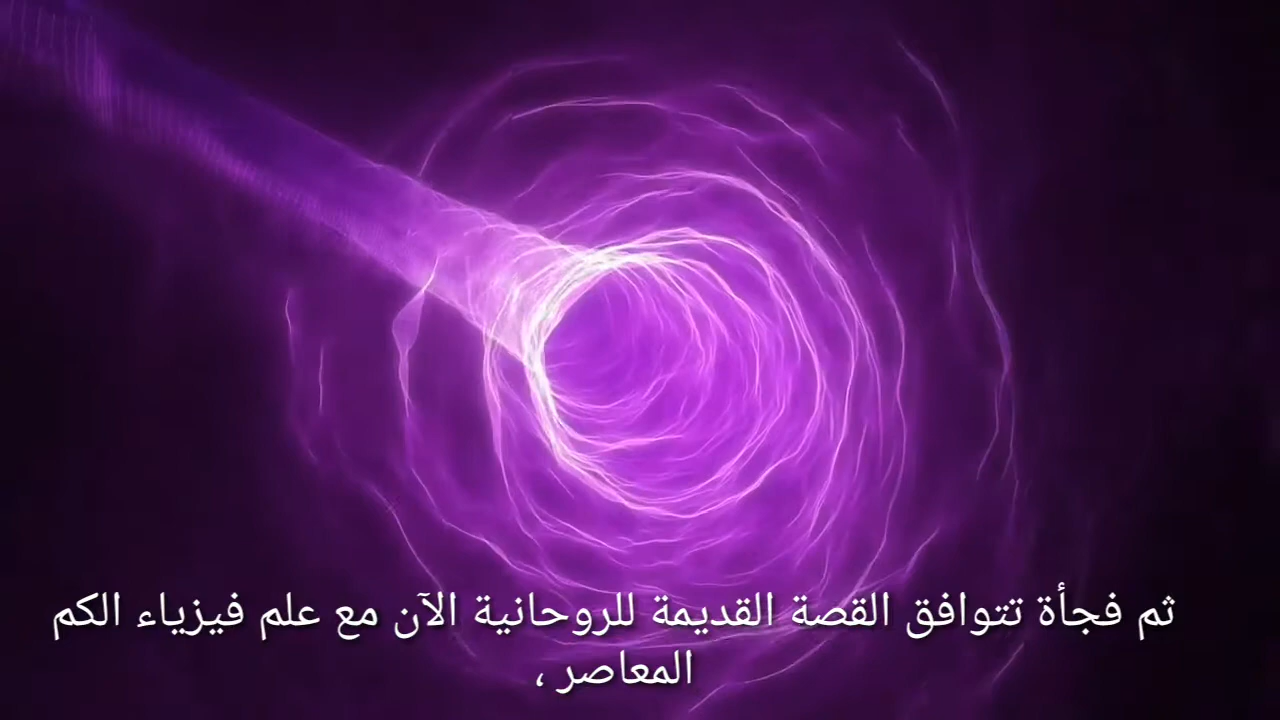 ثم فجأة تتوافق القصة القديمة للروحانية الآن مع علم فيزياء الكم
المعاصر ،